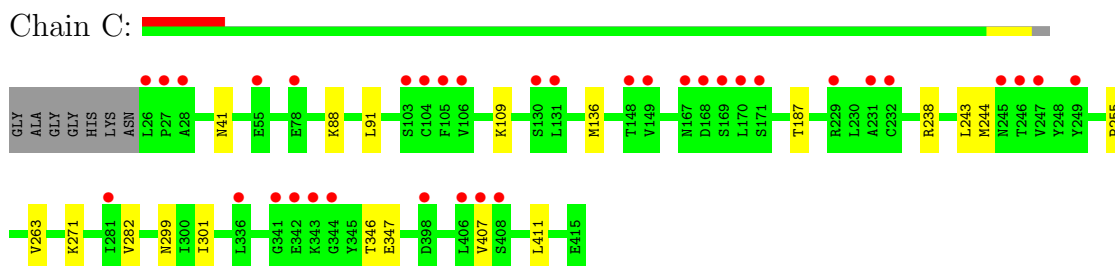 Chain C:
GLY ALA GLY GLY HIS LYS ASN L26 P27 A28 N41 E55 E78 K88 L91 S103 C104 F105 V106 K109 S130 L131 M136 T148 V149 N167 D168 S169 L170 S171 T187 R229 L230 A231 C232 R238 L243 M244 N245 T246 V247 Y248 Y249
V263 K271 I281 V282 N299 I300 I301 L336 G341 E342 K343 G344 Y345 T346 E347 D398 L406 V407 S408 L411 E415